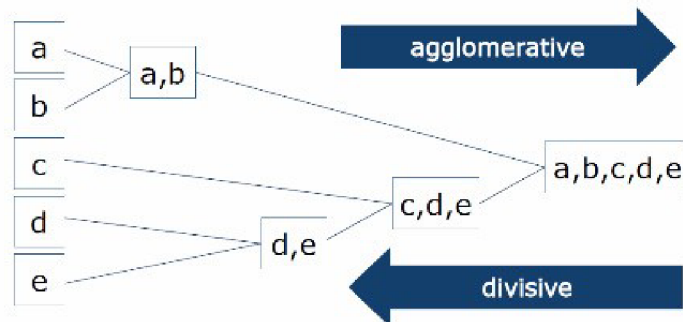 a
agglomerative
a,b
b
c
a,b,c,d,e
c,d,e
d
d,e
e
divisive